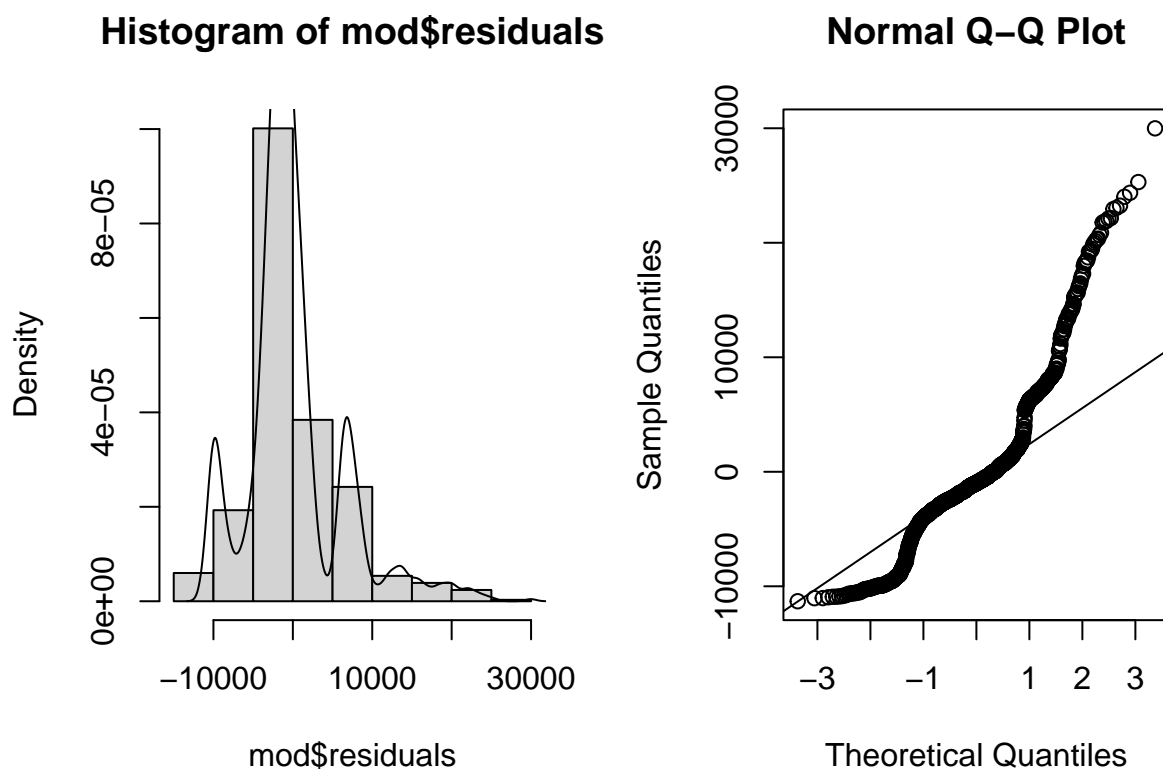 Histogram of mod$residuals
Density
0e+00 4e−05 8e−05
−10000 10000 30000
mod$residuals
Normal Q−Q Plot
Sample Quantiles
−10000 0 10000 30000
−3 −1 1 2 3
Theoretical Quantiles